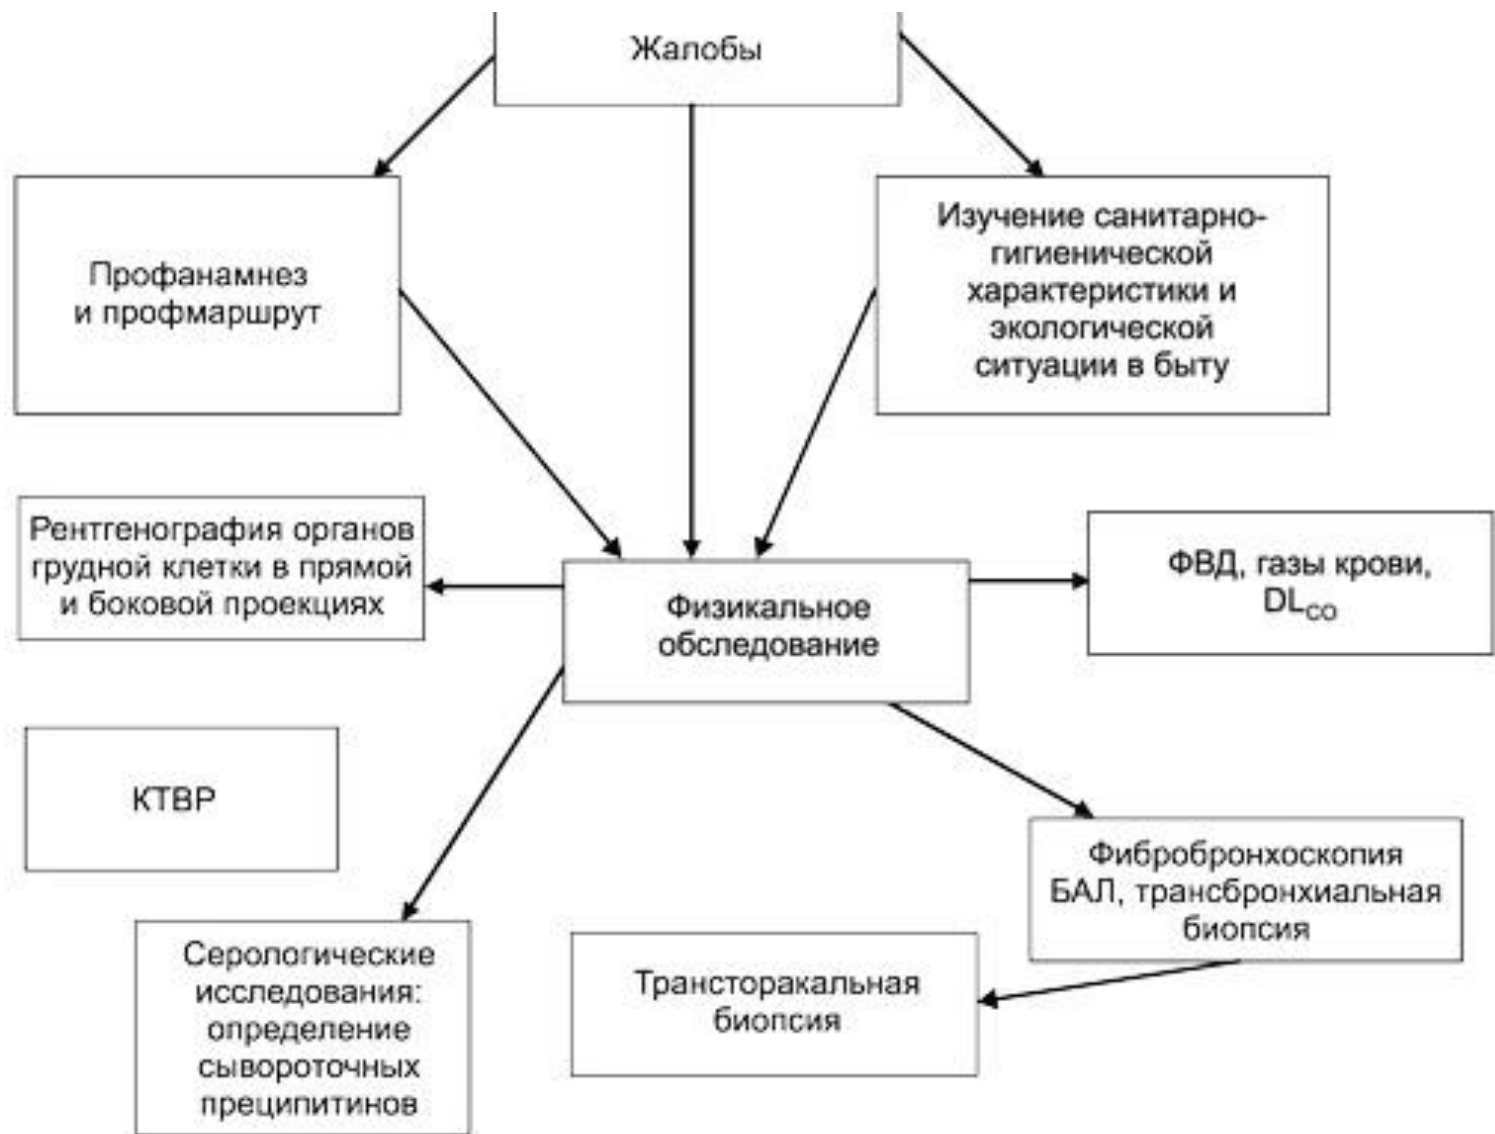 Жалобы
Профанамнез
и профмаршрут
Изучение санитарно-
гигиенической
характеристики и
экологической
ситуации в быту
Рентгенография органов
грудной клетки в прямой
и боковой проекциях
Физикальное
обследование
ФВД, газы крови,
DLCO
КТВР
Фибробронхоскопия
БАЛ, трансбронхиальная
биопсия
Серологические
исследования:
определение
сывороточных
преципитинов
Трансторакальная
биопсия